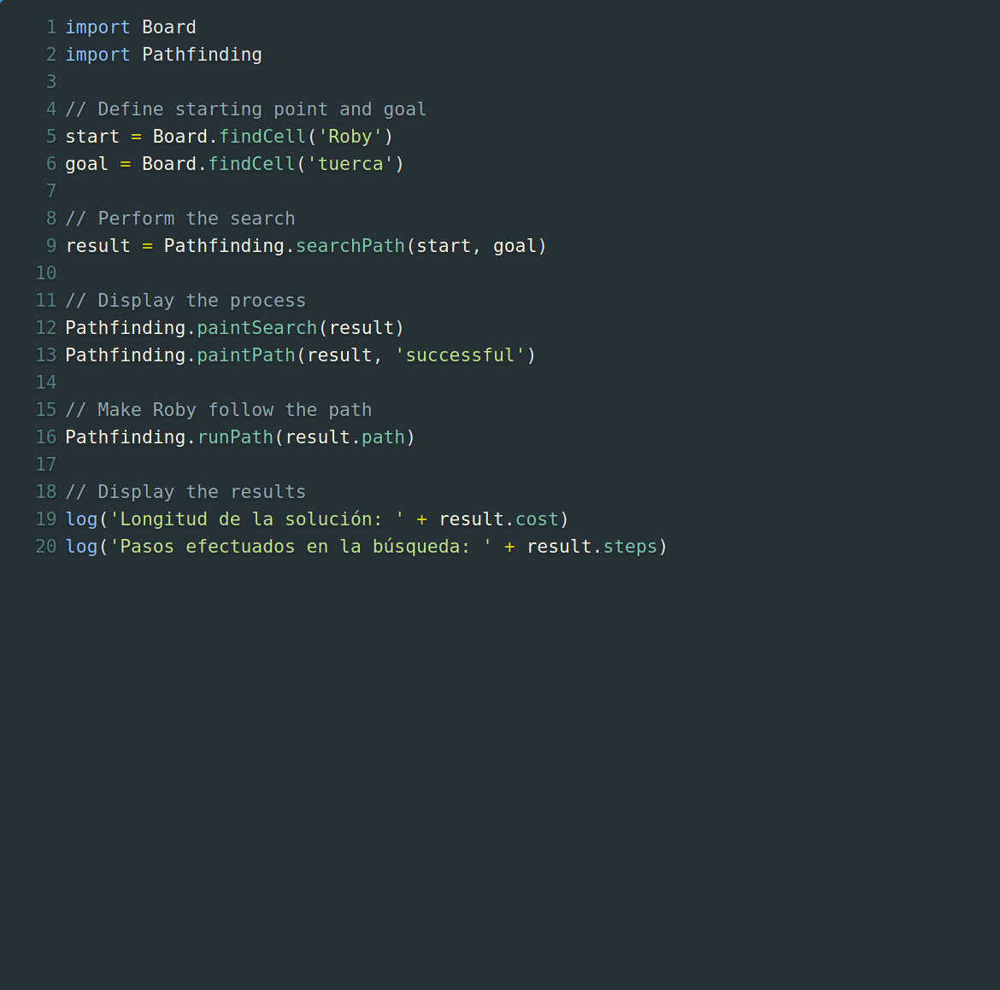 1 import Board
2 import Pathfinding
3
4 // Define starting point and goal
5 start = Board.findCell('Roby')
6 goal = Board.findCell('tuerca')
7
8 // Perform the search
9 result = Pathfinding.searchPath(start, goal)
10
11 // Display the process
12 Pathfinding.paintSearch(result)
13 Pathfinding.paintPath(result, 'successful')
14
15 // Make Roby follow the path
16 Pathfinding.runPath(result.path)
17
18 // Display the results
19 log('Longitud de la solución: ' + result.cost)
20 log('Pasos efectuados en la búsqueda: ' + result.steps)